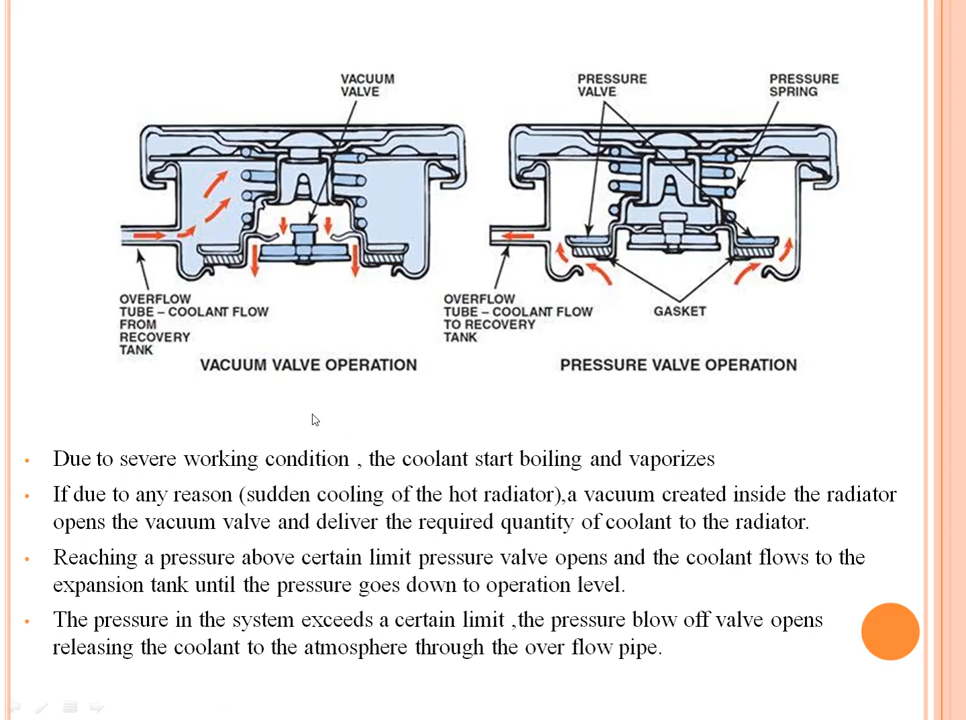 VACUUM
VALVE
PRESSURE
VALVE
PRESSURE
SPRING
OVERFLOW
TUBE – COOLANT FLOW
FROM
RECOVERY
TANK
OVERFLOW
TUBE – COOLANT FLOW
TO RECOVERY
TANK
GASKET
VACUUM VALVE OPERATION
PRESSURE VALVE OPERATION
• Due to severe working condition , the coolant start boiling and vaporizes
• If due to any reason (sudden cooling of the hot radiator),a vacuum created inside the radiator
opens the vacuum valve and deliver the required quantity of coolant to the radiator.
• Reaching a pressure above certain limit pressure valve opens and the coolant flows to the
expansion tank until the pressure goes down to operation level.
• The pressure in the system exceeds a certain limit ,the pressure blow off valve opens
releasing the coolant to the atmosphere through the over flow pipe.